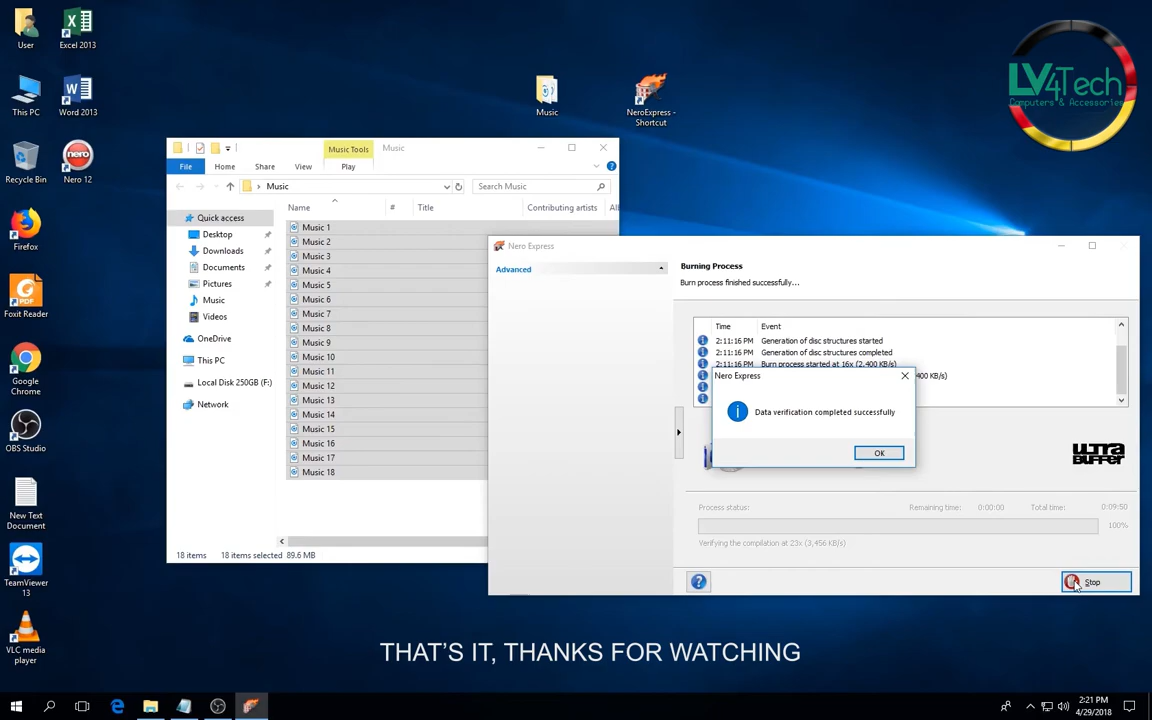 User
Excel 2013
This PC
Word 2013
Recycle Bin
Nero 12
Firefox
Foxit Reader
Google
Chrome
OBS Studio
New Text
Document
TeamViewer
13
VLC media
player
Music
NeroExpress -
Shortcut
LV4Tech
Computers & Accessories
Music Tools
Music
File
Home
Share
View
Play
Music
Search Music
Name
#
Title
Contributing artists
Quick access
Desktop
Downloads
Documents
Pictures
Music
Videos
OneDrive
This PC
Local Disk 250GB (F:)
Network
Music 1
Music 2
Music 3
Music 4
Music 5
Music 6
Music 7
Music 8
Music 9
Music 10
Music 11
Music 12
Music 13
Music 14
Music 15
Music 16
Music 17
Music 18
18 items
18 items selected 89.6 MB
Nero Express
Advanced
Burning Process
Burn process finished successfully...
Time Event
2:11:16 PM Generation of disc structures started
2:11:16 PM Generation of disc structures completed
2:11:16 PM Burn process started at 16x (2,400 KB/s)
400 KB/s)
Nero Express
Data verification completed successfully
OK
ULTRA
BUFFER
Process status:
Remaining time: 0:00:00
Total time: 0:09:50
100%
Verifying the compilation at 23x (3,456 KB/s)
Stop
THAT'S IT, THANKS FOR WATCHING
2:21 PM
4/29/2018